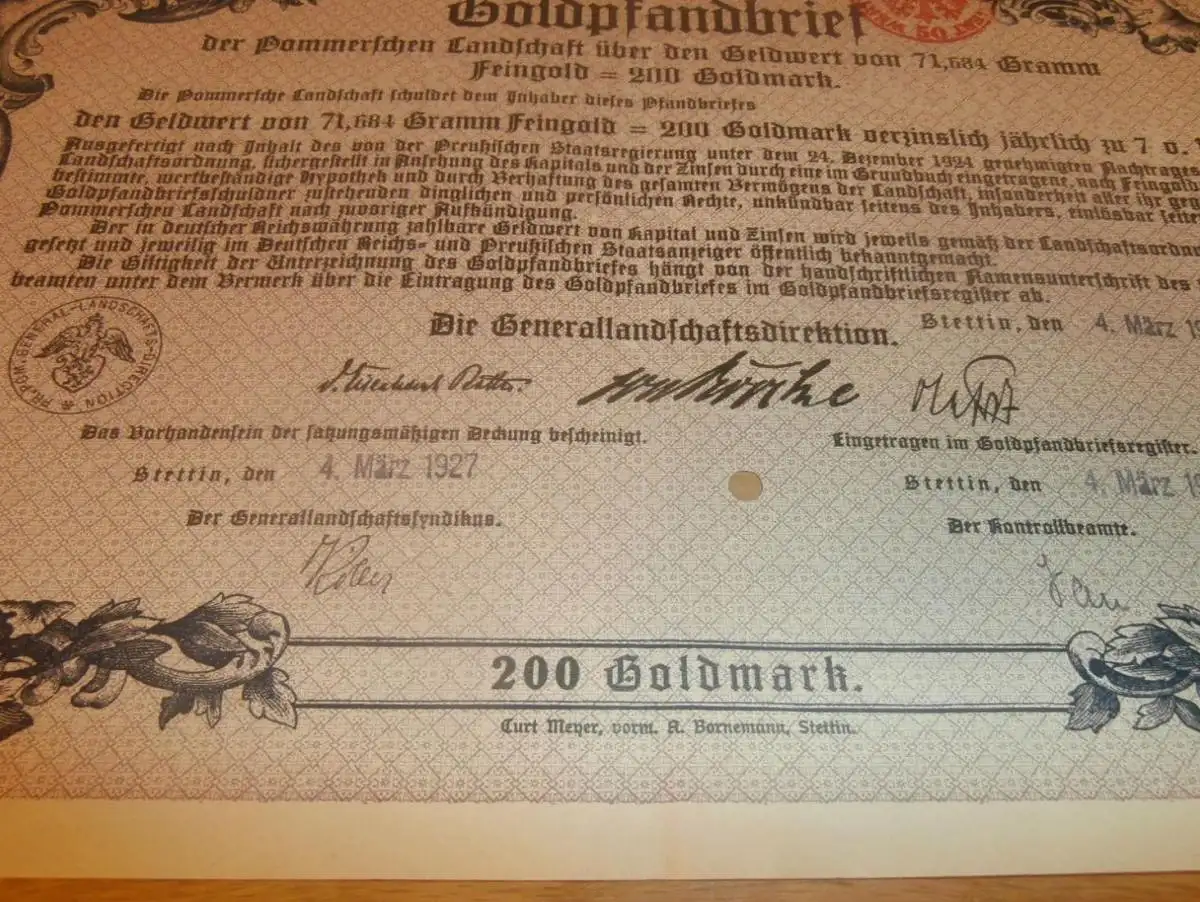 Goldpfandbrief
50
der Pommerschen Landschaft über den Geldwert von 71,684 Gramm
Feingold = 200 Goldmark.
Die Pommersche Landschaft schuldet dem Inhaber dieses Pfandbriefes
den Geldwert von 71,684 Gramm Feingold = 200 Goldmark verzinslich jährlich zu 7 v.
Ausgefertigt nach Inhalt des von der Preußischen Staatsregierung unter dem 24. Dezember 1924 genehmigten Nachtrages
Landschaftsordnung, sichergestellt in Ansehung des Kapitals und der Zinsen durch eine im Grundbuch eingetragene, nach Feingold
bestimmte, wertbeständige Hypothek und durch Verhaftung des gesamten Vermögens der Landschaft, insonderheit aller ihr geg
Goldpfandbriefsschuldner zustehenden dinglichen und persönlichen Rechte, unkündbar seitens des Inhabers, einlösbar seite
Pommerschen Landschaft nach zuvoriger Aufkündigung.
Der in deutscher Reichswährung zahlbare Geldwert von Kapital und Zinsen wird jeweils gemäß der Landschaftsordnu
gesetzt und jeweilig im Deutschen Reichs- und Preußischen Staatsanzeiger öffentlich bekanntgemacht.
Die Giltigkeit der Unterzeichnung des Goldpfandbriefes hängt von der handschriftlichen Namensunterschrift des
beamten unter dem Vermerk über die Eintragung des Goldpfandbriefes im Goldpfandbriefsregister ab.
PR. POM. GENERAL-LANDSCHAFTS-DIRECTION
Die Generallandschaftsdirektion.
Stettin, den 4. März 1
Das Vorhandensein der satzungsmäßigen Deckung bescheinigt.
Eingetragen im Goldpfandbriefsregister.
Stettin, den 4. März 1927
Stettin, den 4. März 19
Der Generallandschaftssyndikus.
Der Kontrollbeamte.
200 Goldmark.
Curt Meyer, vorm. A. Bornemann, Stettin.